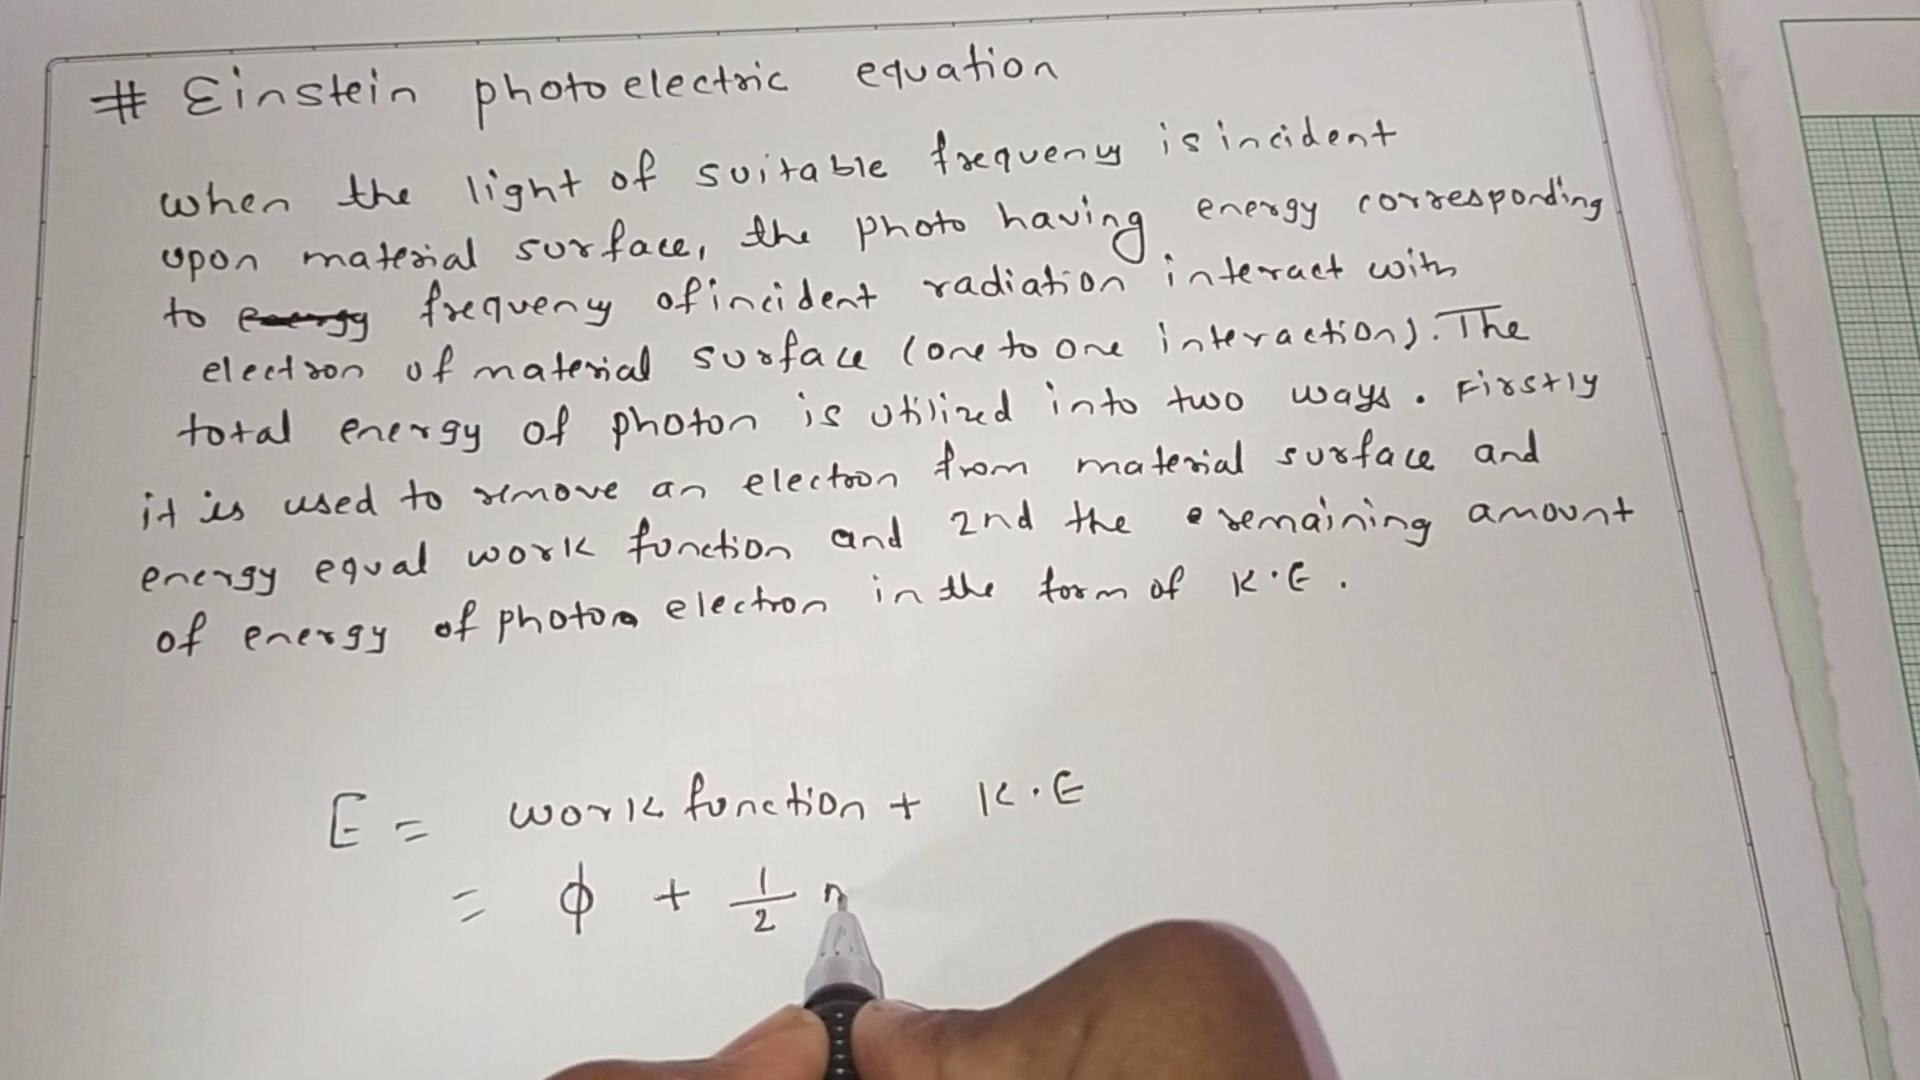 # Einstein photoelectric equation
when the light of suitable frequency is incident
upon material surface, the photo having energy corresponding
to energy frequency of incident radiation interact with
electron of material surface (one to one interaction). The
total energy of photon is utilized into two ways. Firstly
it is used to remove an electron from material surface and
energy equal work function and 2nd the remaining amount
of energy of photon electron in the form of K.E.
E = work function + K.E
= ϕ + 1/2 m